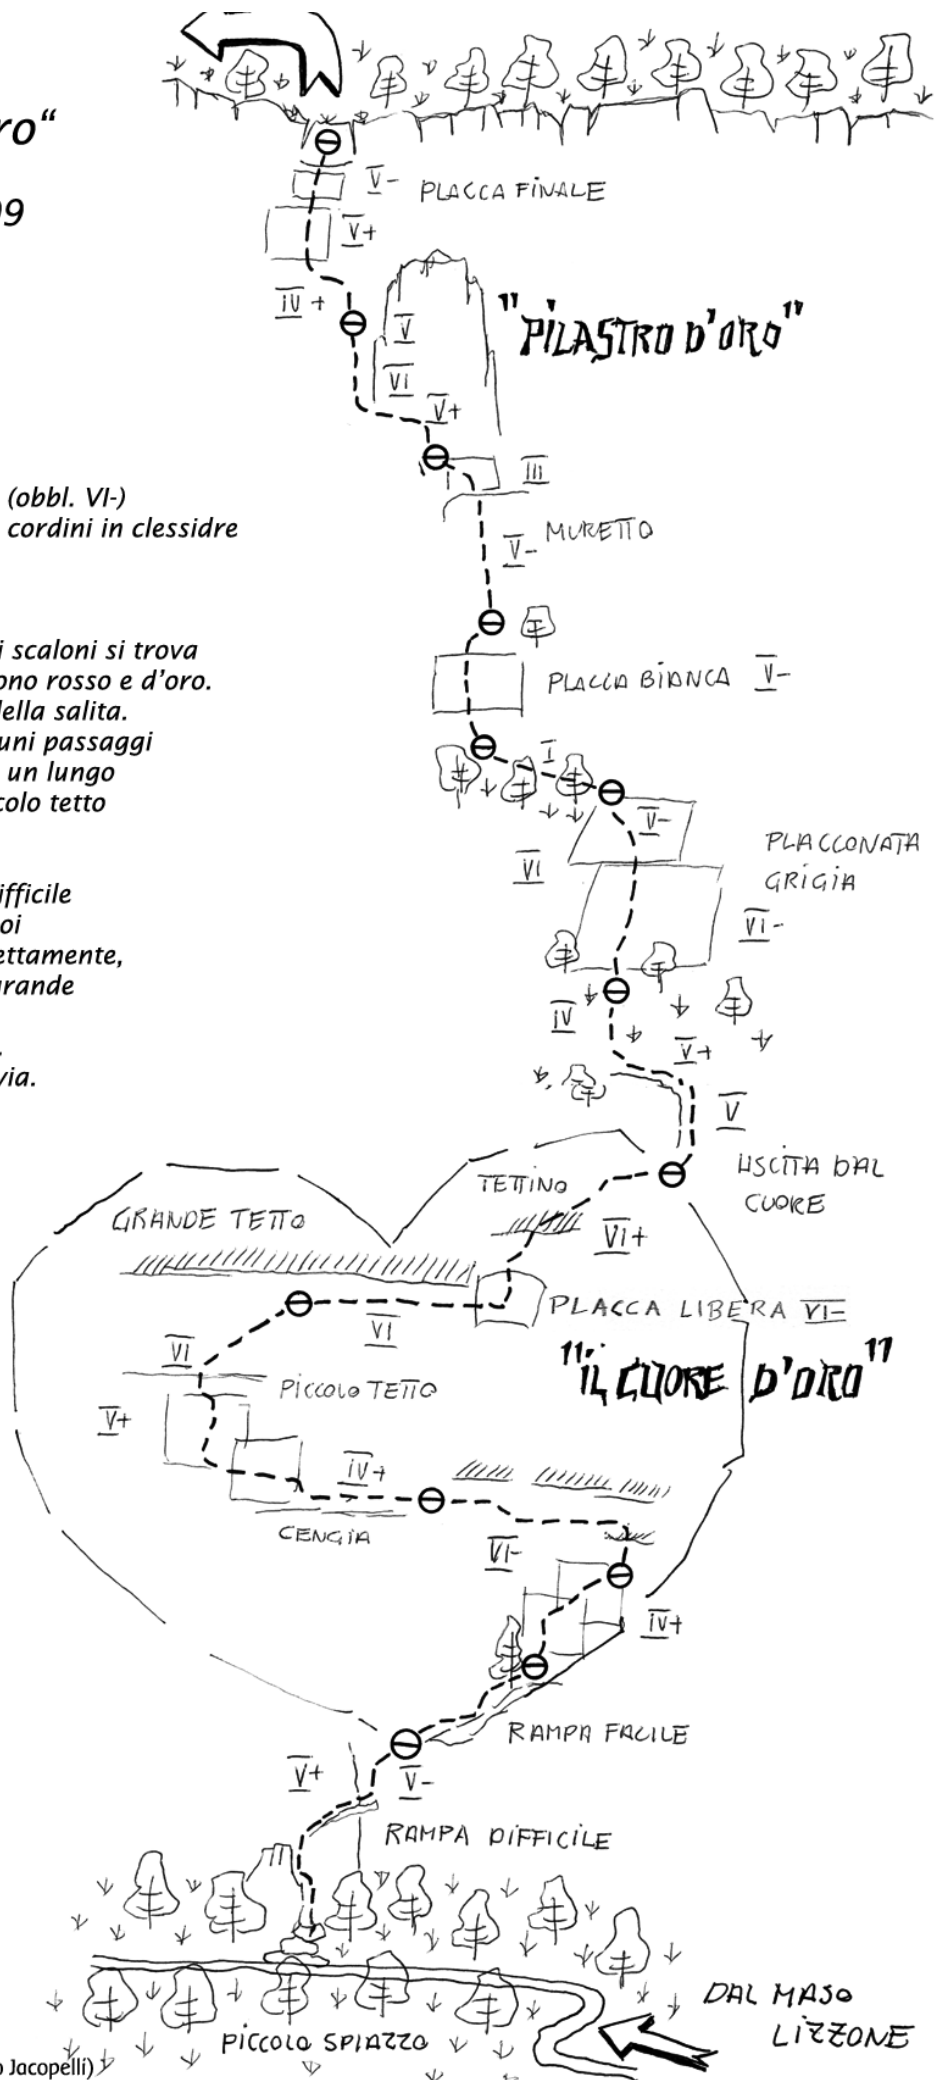 ro“
09
V- PLACCA FINALE
V+
IV+
V
"PILASTRO D'ORO"
VI
V+
III
(obbl. VI-)
cordini in clessidre
V- MURETTO
i scaloni si trova
ono rosso e d'oro.
della salita.
uni passaggi
un lungo
colo tetto
PLACCA BIANCA V-
I
V-
VI
PLACCONATA
GRIGIA
VI-
ifficile
oi
ettamente,
grande
via.
IV
V+
V
USCITA DAL
CUORE
TETTINO
GRANDE TETTO
VI+
PLACCA LIBERA VI-
VI
VI
"IL CUORE D'ORO"
PICCOLO TETTO
V+
IV+
CENGIA
VI-
IV+
RAMPA FACILE
V+
V-
RAMPA DIFFICILE
DAL MASO
LIZZONE
PICCOLO SPIAZZO
o Jacopelli)